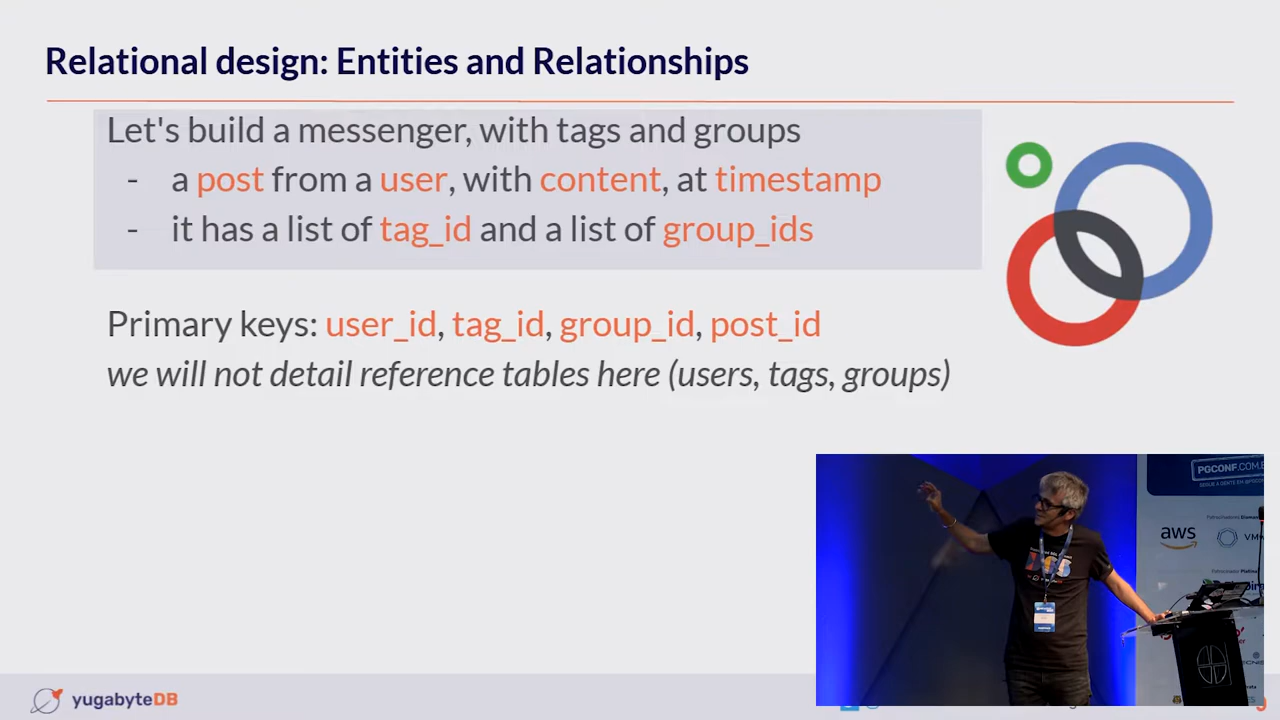 Relational design: Entities and Relationships
Let's build a messenger, with tags and groups
- a post from a user, with content, at timestamp
- it has a list of tag_id and a list of group_ids
Primary keys: user_id, tag_id, group_id, post_id
we will not detail reference tables here (users, tags, groups)
PGCONF.COM.B
aws
yugabyteDB